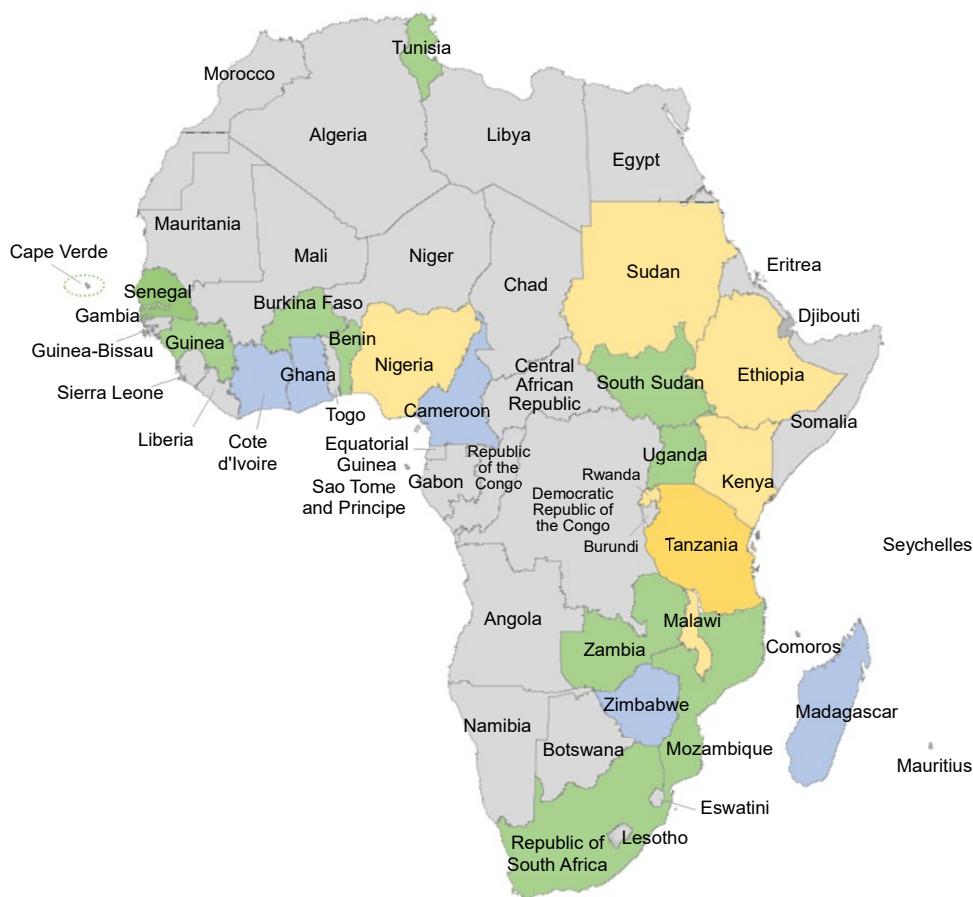 Tunisia
Morocco
Algeria
Libya
Egypt
Mauritania
Mali
Niger
Cape Verde
Chad
Sudan
Eritrea
Senegal
Burkina Faso
Gambia
Djibouti
Guinea
Benin
Guinea-Bissau
Nigeria
Ghana
Central
African
Republic
South Sudan
Ethiopia
Sierra Leone
Togo
Cameroon
Somalia
Liberia
Cote
d'Ivoire
Equatorial
Guinea
Sao Tome
and Principe
Gabon
Republic
of the
Congo
Uganda
Kenya
Rwanda
Democratic
Republic of
the Congo
Burundi
Tanzania
Seychelles
Angola
Malawi
Zambia
Comoros
Zimbabwe
Madagascar
Namibia
Botswana
Mozambique
Mauritius
Eswatini
Lesotho
Republic of
South Africa